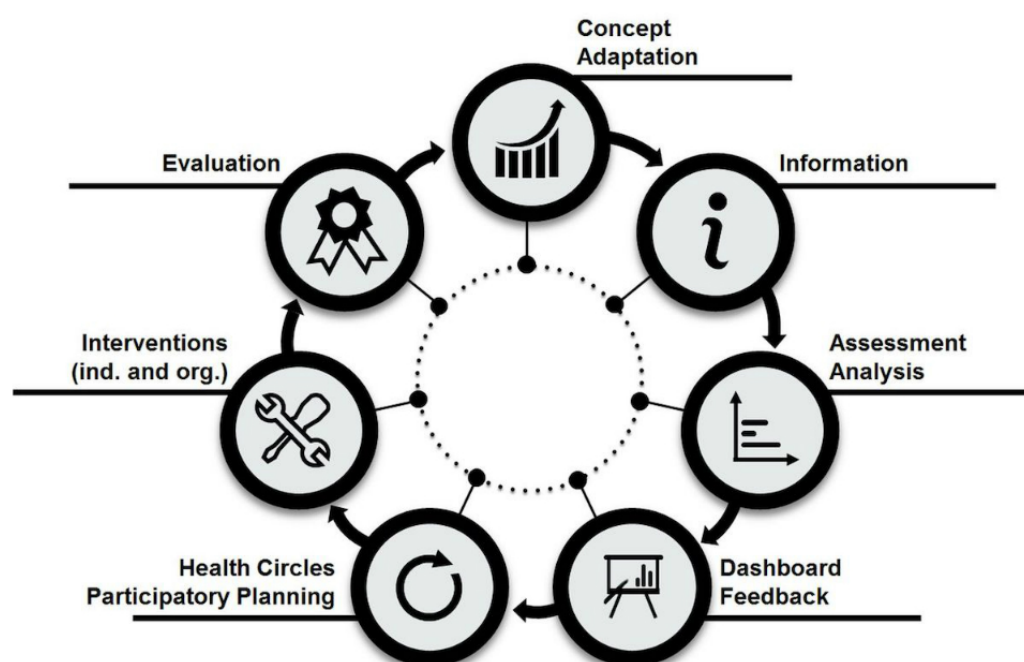 Concept
Adaptation
Information
Assessment
Analysis
Dashboard
Feedback
Health Circles
Participatory Planning
Interventions
(ind. and org.)
Evaluation